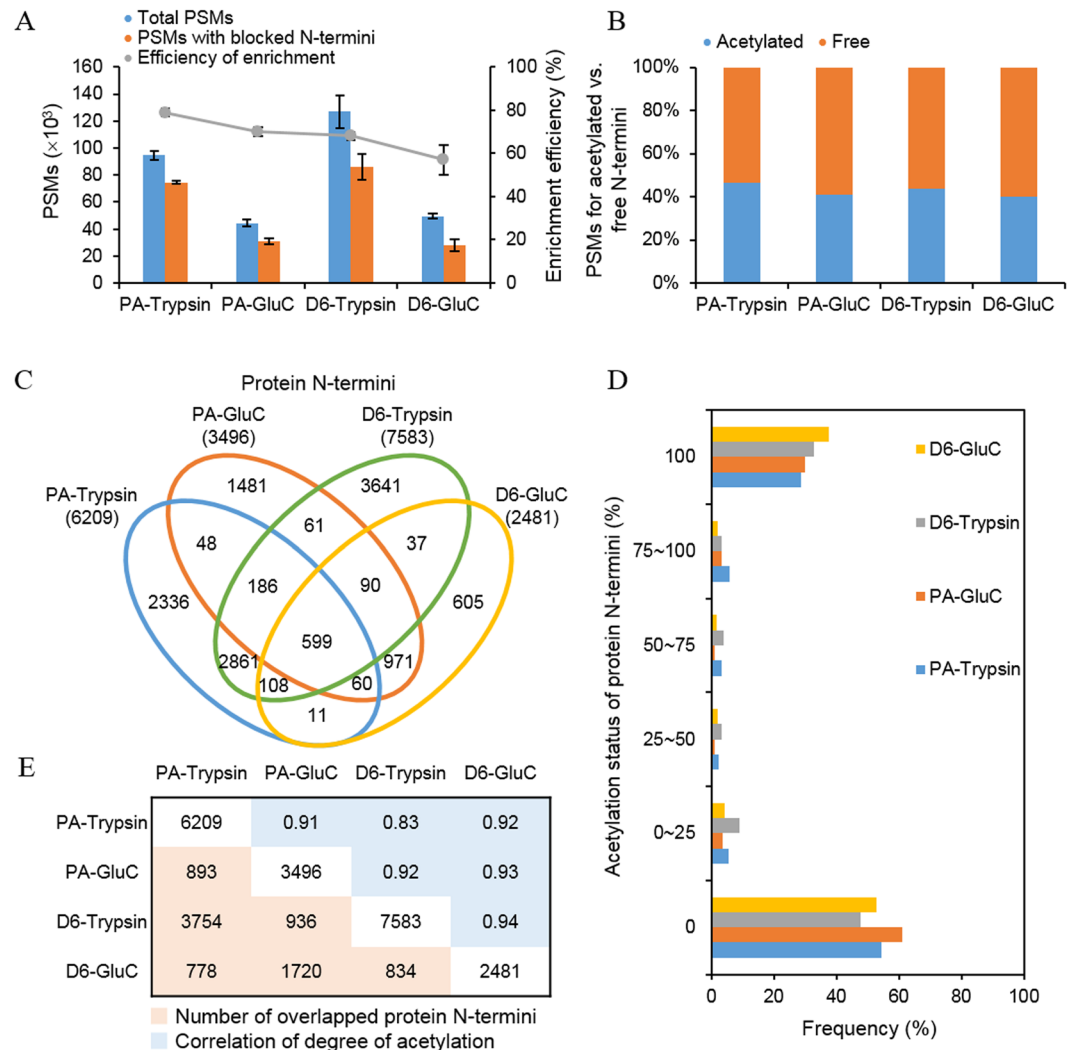 A
Total PSMs
PSMs with blocked N-termini
Efficiency of enrichment
PSMs (×10³)
160
140
120
100
80
60
40
20
0
100
80
60
40
20
0
Enrichment efficiency (%)
PA-Trypsin PA-GluC D6-Trypsin D6-GluC
B
Acetylated Free
PSMs for acetylated vs.
free N-termini
100%
80%
60%
40%
20%
0%
PA-Trypsin PA-GluC D6-Trypsin D6-GluC
C
Protein N-termini
PA-GluC
(3496)
D6-Trypsin
(7583)
PA-Trypsin
(6209)
D6-GluC
(2481)
1481
3641
48
61
37
2336
186
90
605
599
2861
971
108
60
11
D
Acetylation status of protein N-termini (%)
100
75~100
50~75
25~50
0~25
0
D6-GluC
D6-Trypsin
PA-GluC
PA-Trypsin
0 20 40 60 80 100
Frequency (%)
E
PA-Trypsin PA-GluC D6-Trypsin D6-GluC
PA-Trypsin 6209 0.91 0.83 0.92
PA-GluC 893 3496 0.92 0.93
D6-Trypsin 3754 936 7583 0.94
D6-GluC 778 1720 834 2481
Number of overlapped protein N-termini
Correlation of degree of acetylation